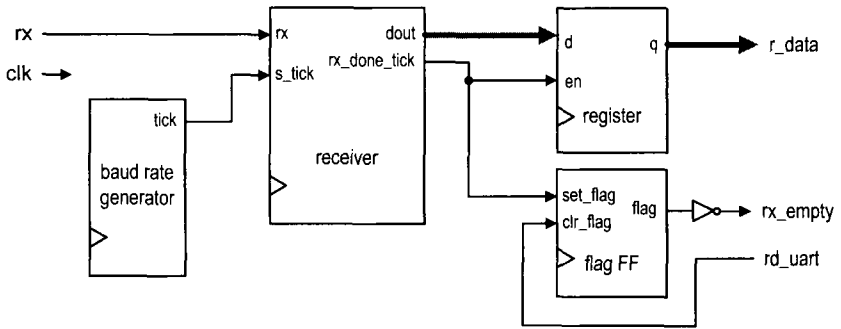 rx
clk
tick
baud rate
generator
rx
s_tick
dout
rx_done_tick
receiver
d
q
en
register
r_data
set_flag
clr_flag
flag
flag FF
rx_empty
rd_uart